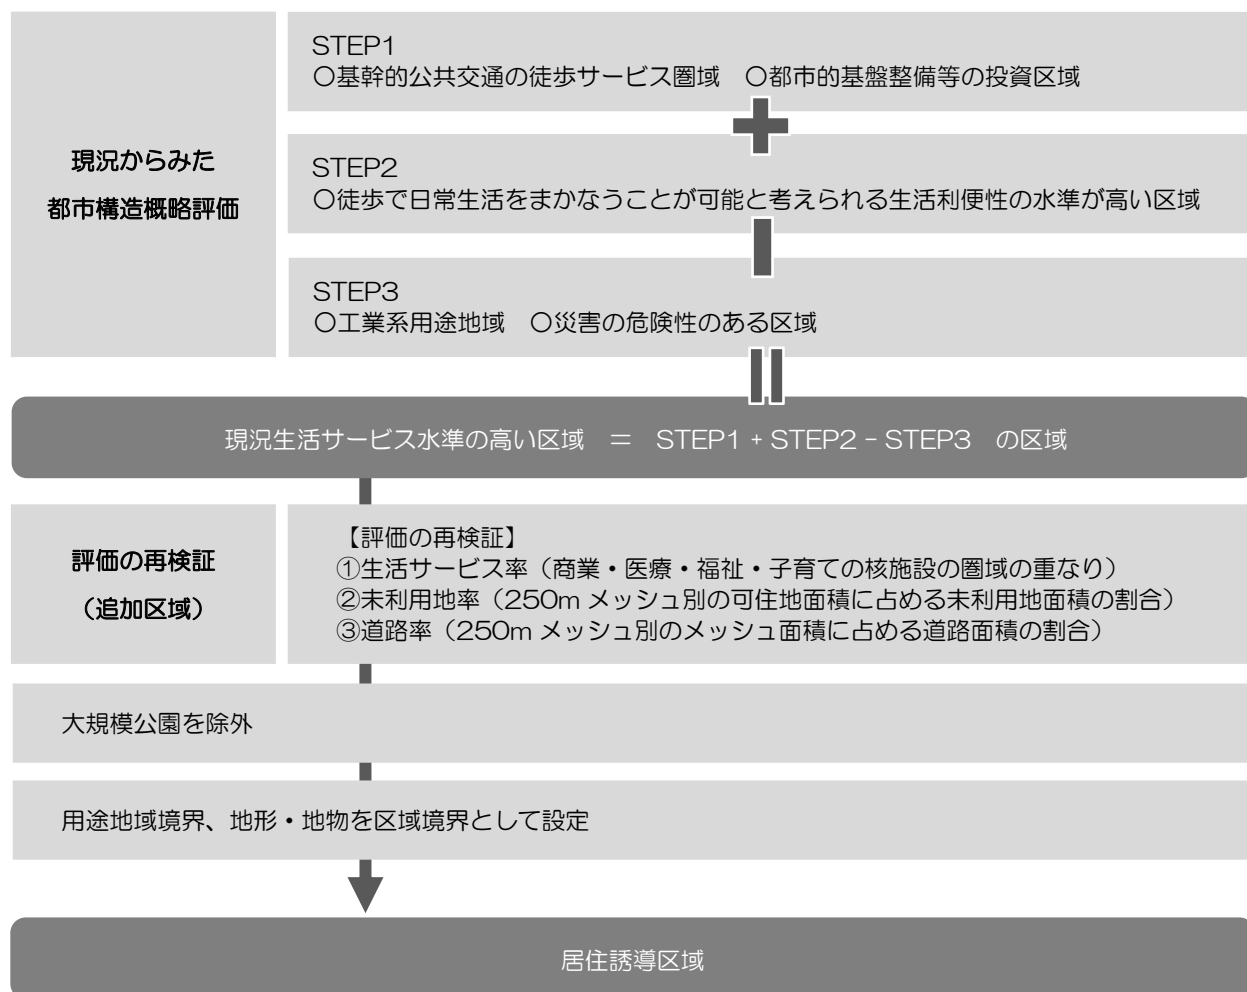 現況からみた
都市構造概略評価
STEP1
〇基幹的公共交通の徒歩サービス圏域　〇都市的基盤整備等の投資区域
STEP2
〇徒歩で日常生活をまかなうことが可能と考えられる生活利便性の水準が高い区域
STEP3
〇工業系用途地域　〇災害の危険性のある区域
現況生活サービス水準の高い区域　＝　STEP1 + STEP2 − STEP3　の区域
評価の再検証
（追加区域）
【評価の再検証】
①生活サービス率（商業・医療・福祉・子育ての核施設の圏域の重なり）
②未利用地率（250m メッシュ別の可住地面積に占める未利用地面積の割合）
③道路率（250m メッシュ別のメッシュ面積に占める道路面積の割合）
大規模公園を除外
用途地域境界、地形・地物を区域境界として設定
居住誘導区域